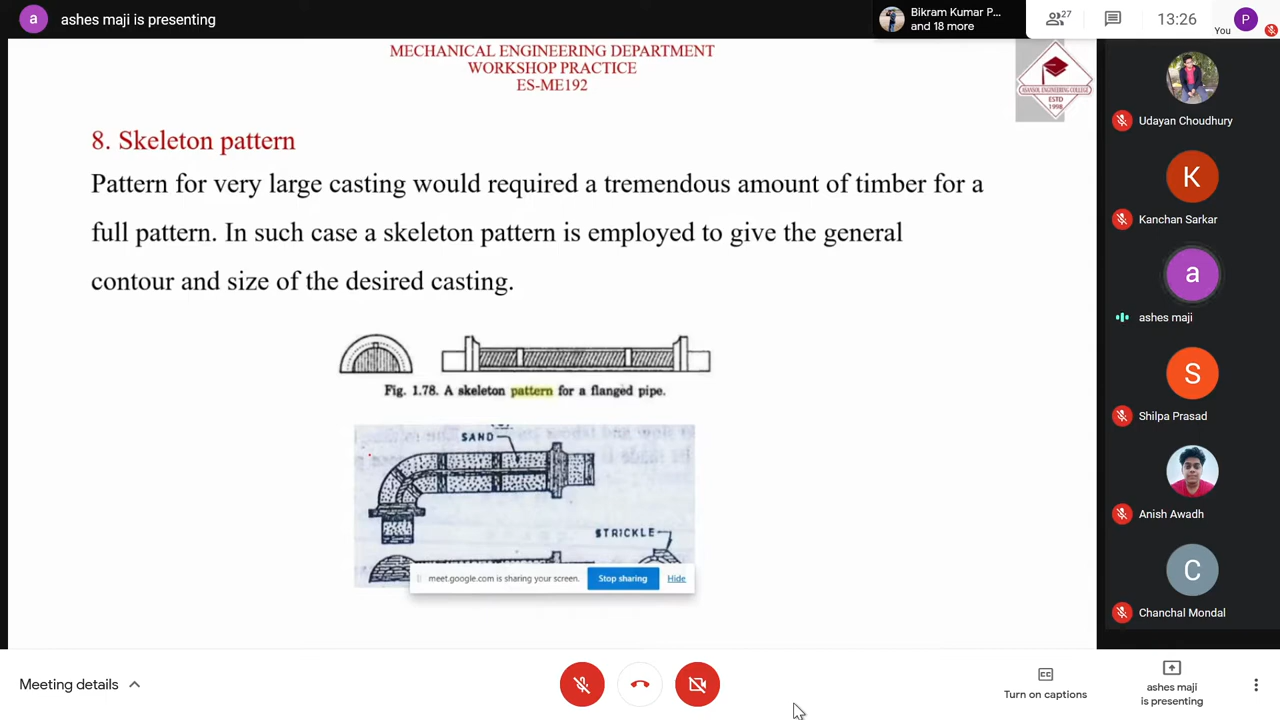 a
ashes maji is presenting
Bikram Kumar P...
and 18 more
27
13:26
You
P
MECHANICAL ENGINEERING DEPARTMENT
WORKSHOP PRACTICE
ES-ME192
ASANSOL ENGINEERING COLLEGE
ESTD
1998
8. Skeleton pattern
Pattern for very large casting would required a tremendous amount of timber for a
full pattern. In such case a skeleton pattern is employed to give the general
contour and size of the desired casting.
Fig. 1.78. A skeleton pattern for a flanged pipe.
SAND
STRICKLE
meet.google.com is sharing your screen.
Stop sharing
Hide
Udayan Choudhury
K
Kanchan Sarkar
a
ashes maji
S
Shilpa Prasad
Anish Awadh
C
Chanchal Mondal
Meeting details
Turn on captions
ashes maji
is presenting